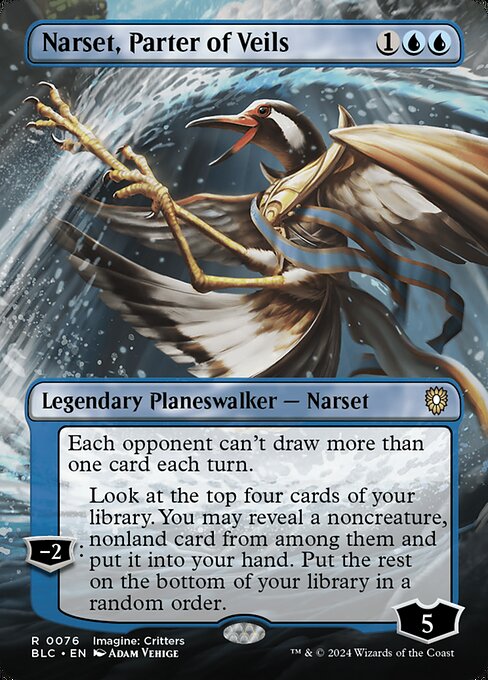 Narset, Parter of Veils 1
Legendary Planeswalker — Narset
Each opponent can't draw more than
one card each turn.
−2: Look at the top four cards of your
library. You may reveal a noncreature,
nonland card from among them and
put it into your hand. Put the rest
on the bottom of your library in a
random order.
5
R 0076 Imagine: Critters
BLC • EN Adam Vehige
™ & © 2024 Wizards of the Coast